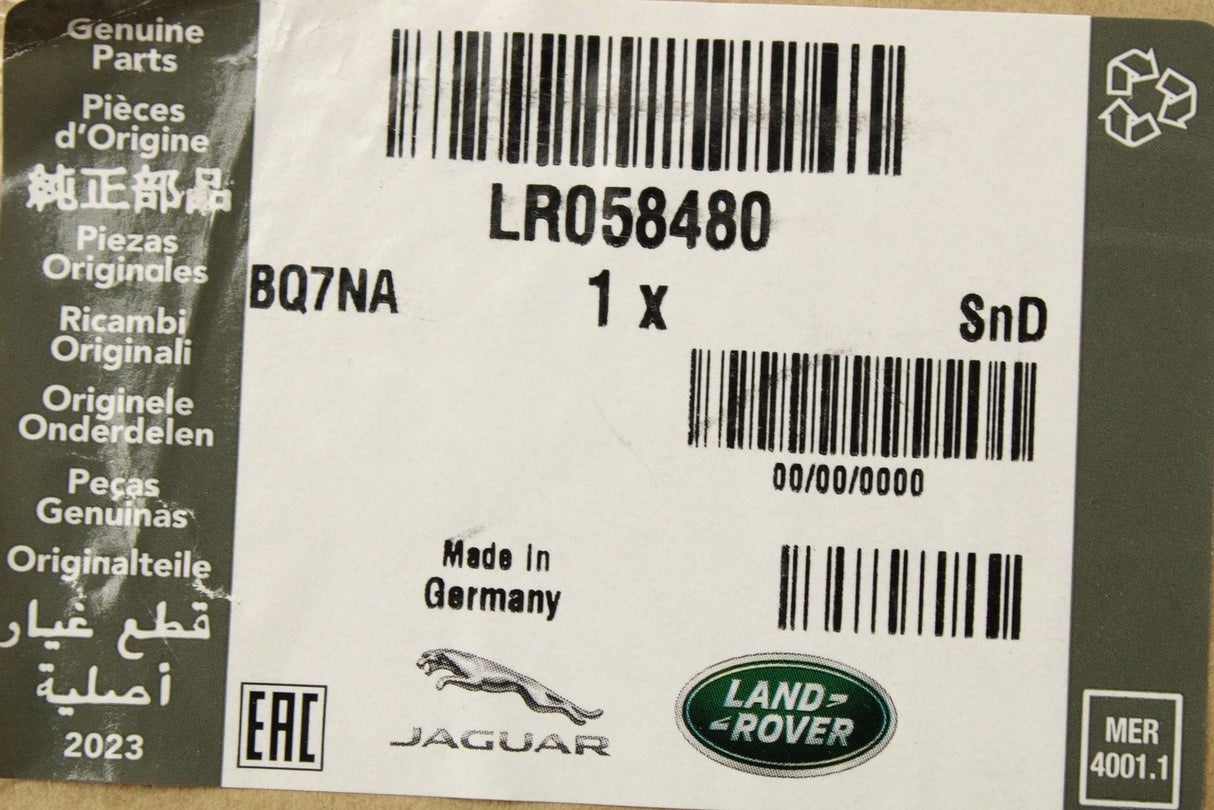 Genuine
Parts
Pièces
d'Origine
純正部品
Piezas
Originales
Ricambi
Originali
Originele
Onderdelen
Peças
Genuínas
Originalteile
قطع غيار
أصلية
2023
LR058480
BQ7NA 1 x SnD
00/00/0000
Made in
Germany
EAC
JAGUAR
LAND
ROVER
MER
4001.1